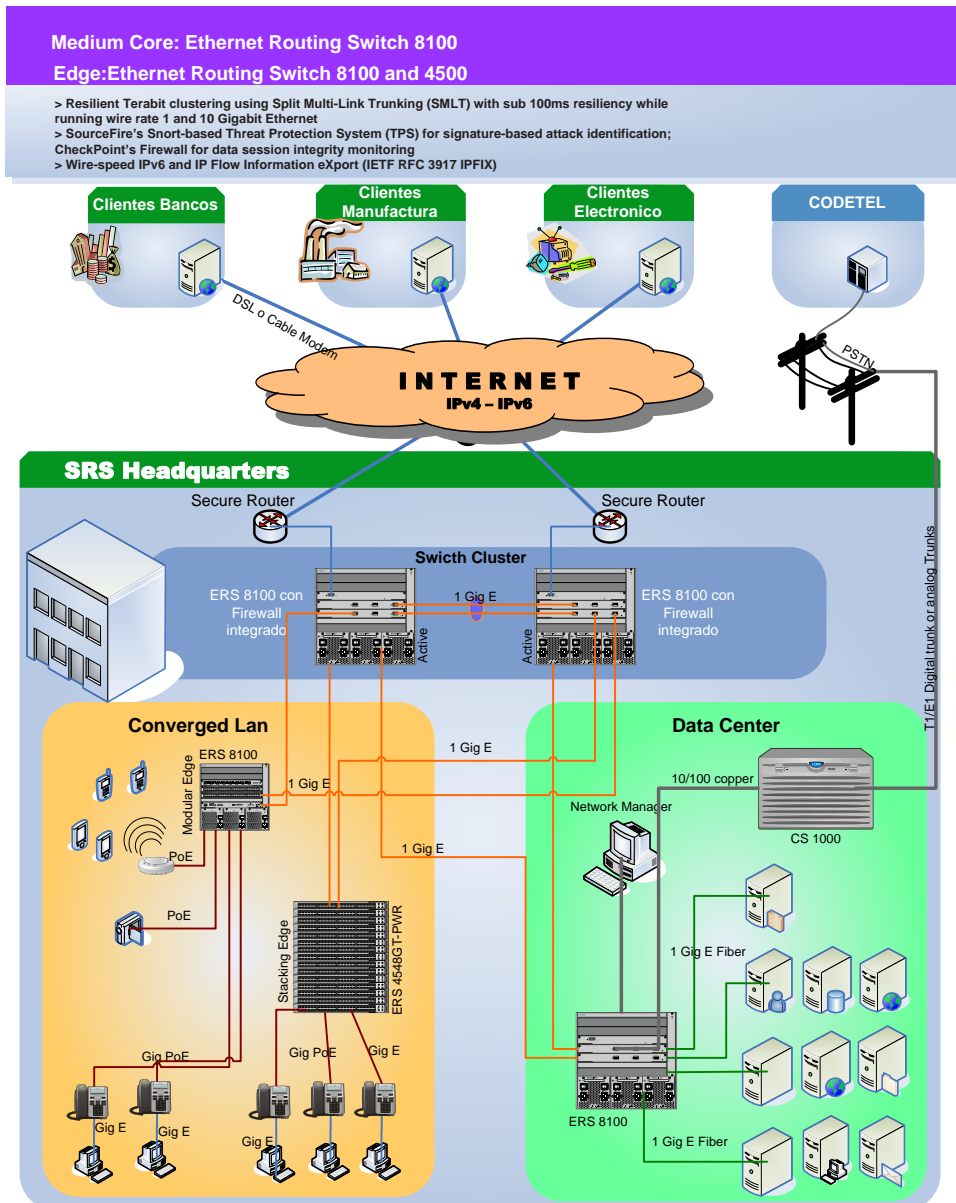 Medium Core: Ethernet Routing Switch 8100
Edge:Ethernet Routing Switch 8100 and 4500
> Resilient Terabit clustering using Split Multi-Link Trunking (SMLT) with sub 100ms resiliency while
running wire rate 1 and 10 Gigabit Ethernet
> SourceFire's Snort-based Threat Protection System (TPS) for signature-based attack identification;
CheckPoint's Firewall for data session integrity monitoring
> Wire-speed IPv6 and IP Flow Information eXport (IETF RFC 3917 IPFIX)
Clientes Bancos
Clientes
Manufactura
Clientes
Electronico
CODETEL
DSL o Cable Modem
PSTN
INTERNET
IPv4 – IPv6
SRS Headquarters
Secure Router
Secure Router
Swicth Cluster
ERS 8100 con
Firewall
integrado
Active
1 Gig E
Active
ERS 8100 con
Firewall
integrado
T1/E1 Digital trunk or analog Trunks
Converged Lan
ERS 8100
Modular Edge
1 Gig E
1 Gig E
1 Gig E
PoE
PoE
Stacking Edge
ERS 4548GT-PWR
Gig PoE
Gig PoE
Gig E
Gig E
Gig E
Gig E
Data Center
10/100 copper
Network Manager
CS 1000
1 Gig E Fiber
ERS 8100
1 Gig E Fiber